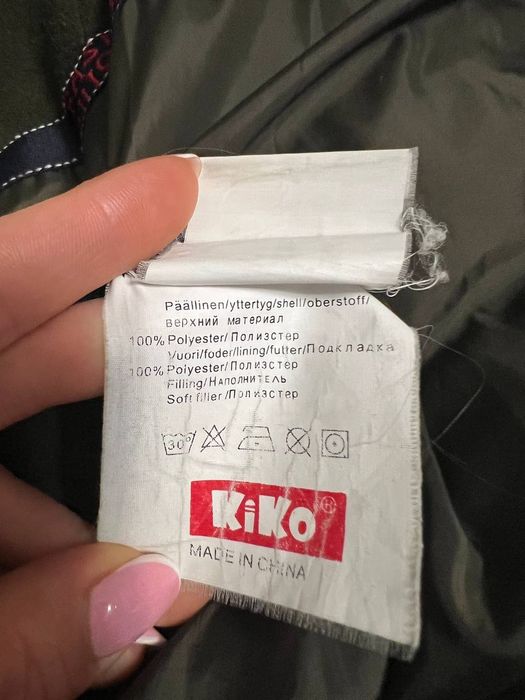 Päällinen/yttertyg/shell/oberstoff/
верхний материал
100% Polyester/Полиэстер
Vuori/foder/lining/futter/Подкладка
100% Polyester/Полиэстер
Filling/Наполнитель
Soft filler/Полиэстер
30°
KiKO®
MADE IN CHINA